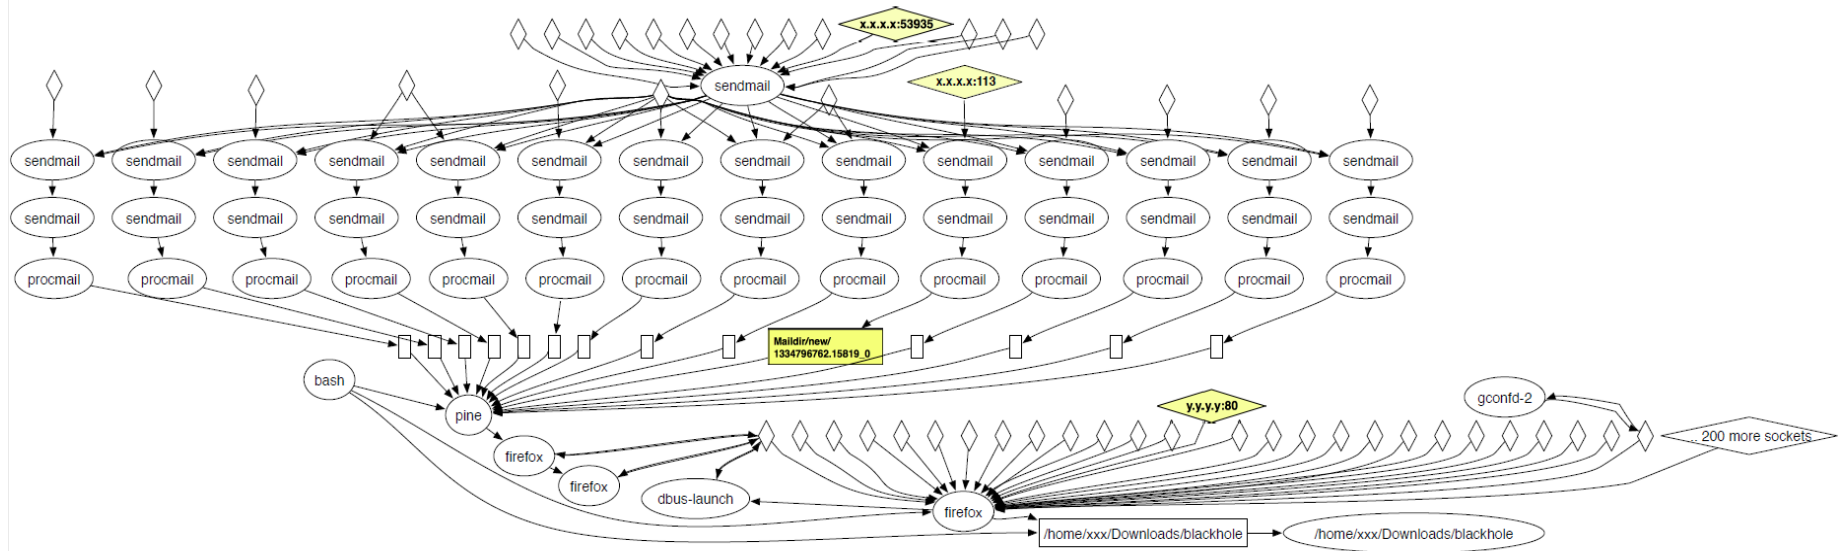 x.x.x.x:53935
sendmail
x.x.x.x:113
sendmail sendmail sendmail sendmail sendmail sendmail sendmail sendmail sendmail sendmail sendmail sendmail sendmail sendmail
sendmail sendmail sendmail sendmail sendmail sendmail sendmail sendmail sendmail sendmail sendmail sendmail sendmail sendmail
procmail procmail procmail procmail procmail procmail procmail procmail procmail procmail procmail procmail procmail procmail
Maildir/new/
1334796762.15819_0
bash
gconfd-2
y.y.y.y:80
pine
.. 200 more sockets
firefox
firefox
dbus-launch
firefox
/home/xxx/Downloads/blackhole /home/xxx/Downloads/blackhole